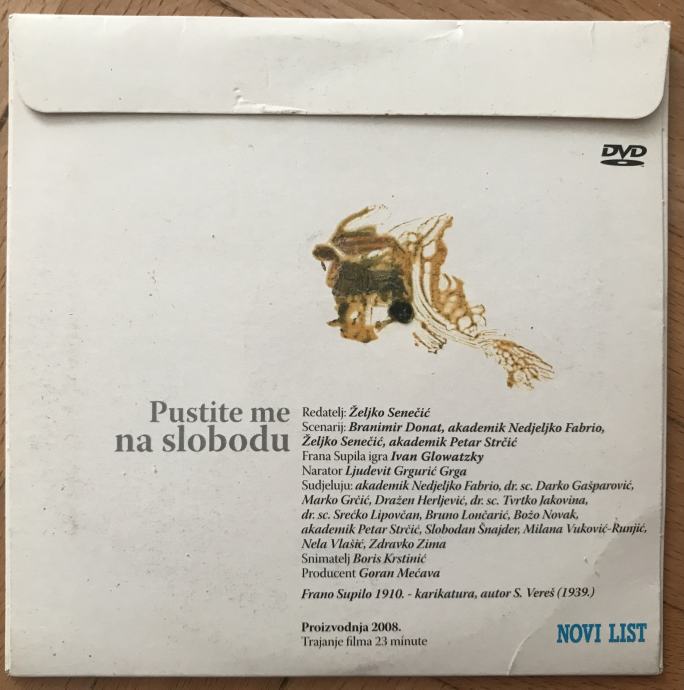 DVD
Pustite me
na slobodu
Redatelj: Željko Senečić
Scenarij: Branimir Donat, akademik Nedjeljko Fabrio,
Željko Senečić, akademik Petar Strčić
Frana Supila igra Ivan Glowatzky
Narator Ljudevit Grgurić Grga
Sudjeluju: akademik Nedjeljko Fabrio, dr. sc. Darko Gašparović,
Marko Grčić, Dražen Herljević, dr. sc. Tvrtko Jakovina,
dr. sc. Srećko Lipovčan, Bruno Lončarić, Božo Novak,
akademik Petar Strčić, Slobodan Šnajder, Milana Vuković-Runjić,
Nela Vlašić, Zdravko Zima
Snimatelj Boris Krstinić
Producent Goran Mećava
Frano Supilo 1910. - karikatura, autor S. Vereš (1939.)
Proizvodnja 2008.
Trajanje filma 23 minute
NOVI LIST